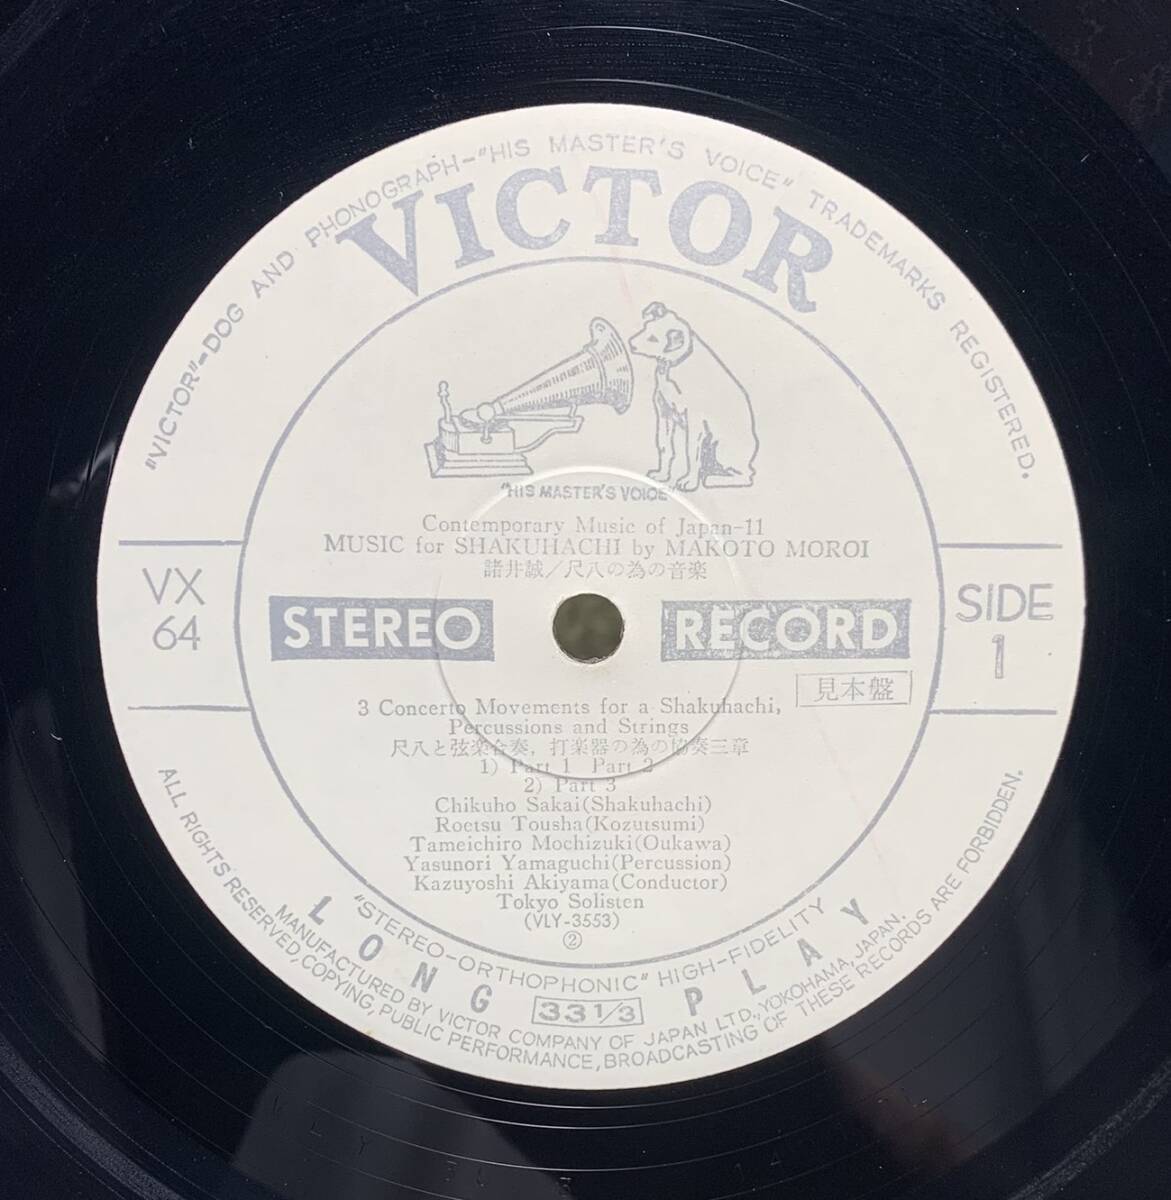 "VICTOR"–DOG AND PHONOGRAPH–"HIS MASTER'S VOICE" TRADEMARKS REGISTERED.
VICTOR
"HIS MASTER'S VOICE"
Contemporary Music of Japan-11
MUSIC for SHAKUHACHI by MAKOTO MOROI
諸井誠/尺八の為の音楽
VX
64
STEREO RECORD
SIDE
1
見本盤
3 Concerto Movements for a Shakuhachi,
Percussions and Strings
尺八と弦楽合奏,打楽器の為の協奏三章
1) Part 1 Part 2
2) Part 3
Chikuho Sakai(Shakuhachi)
Roetsu Tousha(Kozutsumi)
Tameichiro Mochizuki(Oukawa)
Yasunori Yamaguchi(Percussion)
Kazuyoshi Akiyama(Conductor)
Tokyo Solisten
(VLY-3553)
②
"STEREO-ORTHOPHONIC" HIGH-FIDELITY
LONG 33 1/3 PLAY
MANUFACTURED BY VICTOR COMPANY OF JAPAN LTD., YOKOHAMA, JAPAN.
ALL RIGHTS RESERVED, COPYING, PUBLIC PERFORMANCE, BROADCASTING OF THESE RECORDS ARE FORBIDDEN.